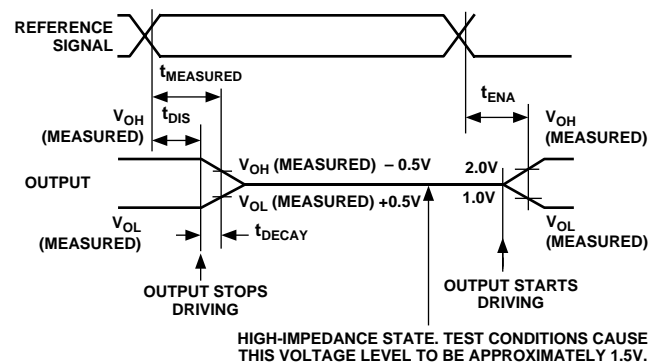 REFERENCE
SIGNAL
tMEASURED
tDIS
tENA
VOH
(MEASURED)
VOH
(MEASURED)
VOH (MEASURED) – 0.5V
2.0V
OUTPUT
VOL (MEASURED) +0.5V
1.0V
VOL
(MEASURED)
VOL
(MEASURED)
tDECAY
OUTPUT STOPS
DRIVING
OUTPUT STARTS
DRIVING
HIGH-IMPEDANCE STATE. TEST CONDITIONS CAUSE
THIS VOLTAGE LEVEL TO BE APPROXIMATELY 1.5V.